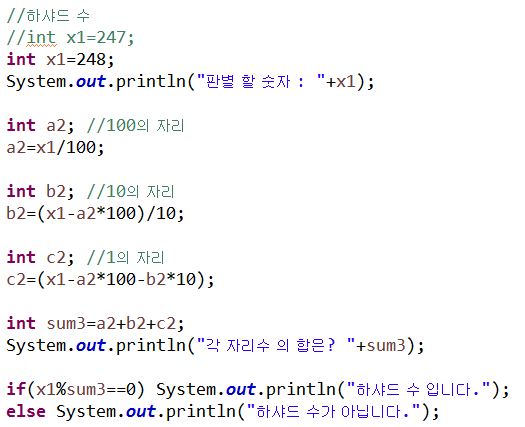 //하샤드 수
//int x1=247;
int x1=248;
System.out.println("판별 할 숫자 : "+x1);
int a2; //100의 자리
a2=x1/100;
int b2; //10의 자리
b2=(x1-a2*100)/10;
int c2; //1의 자리
c2=(x1-a2*100-b2*10);
int sum3=a2+b2+c2;
System.out.println("각 자리수 의 합은? "+sum3);
if(x1%sum3==0) System.out.println("하샤드 수 입니다.");
else System.out.println("하샤드 수가 아닙니다.");